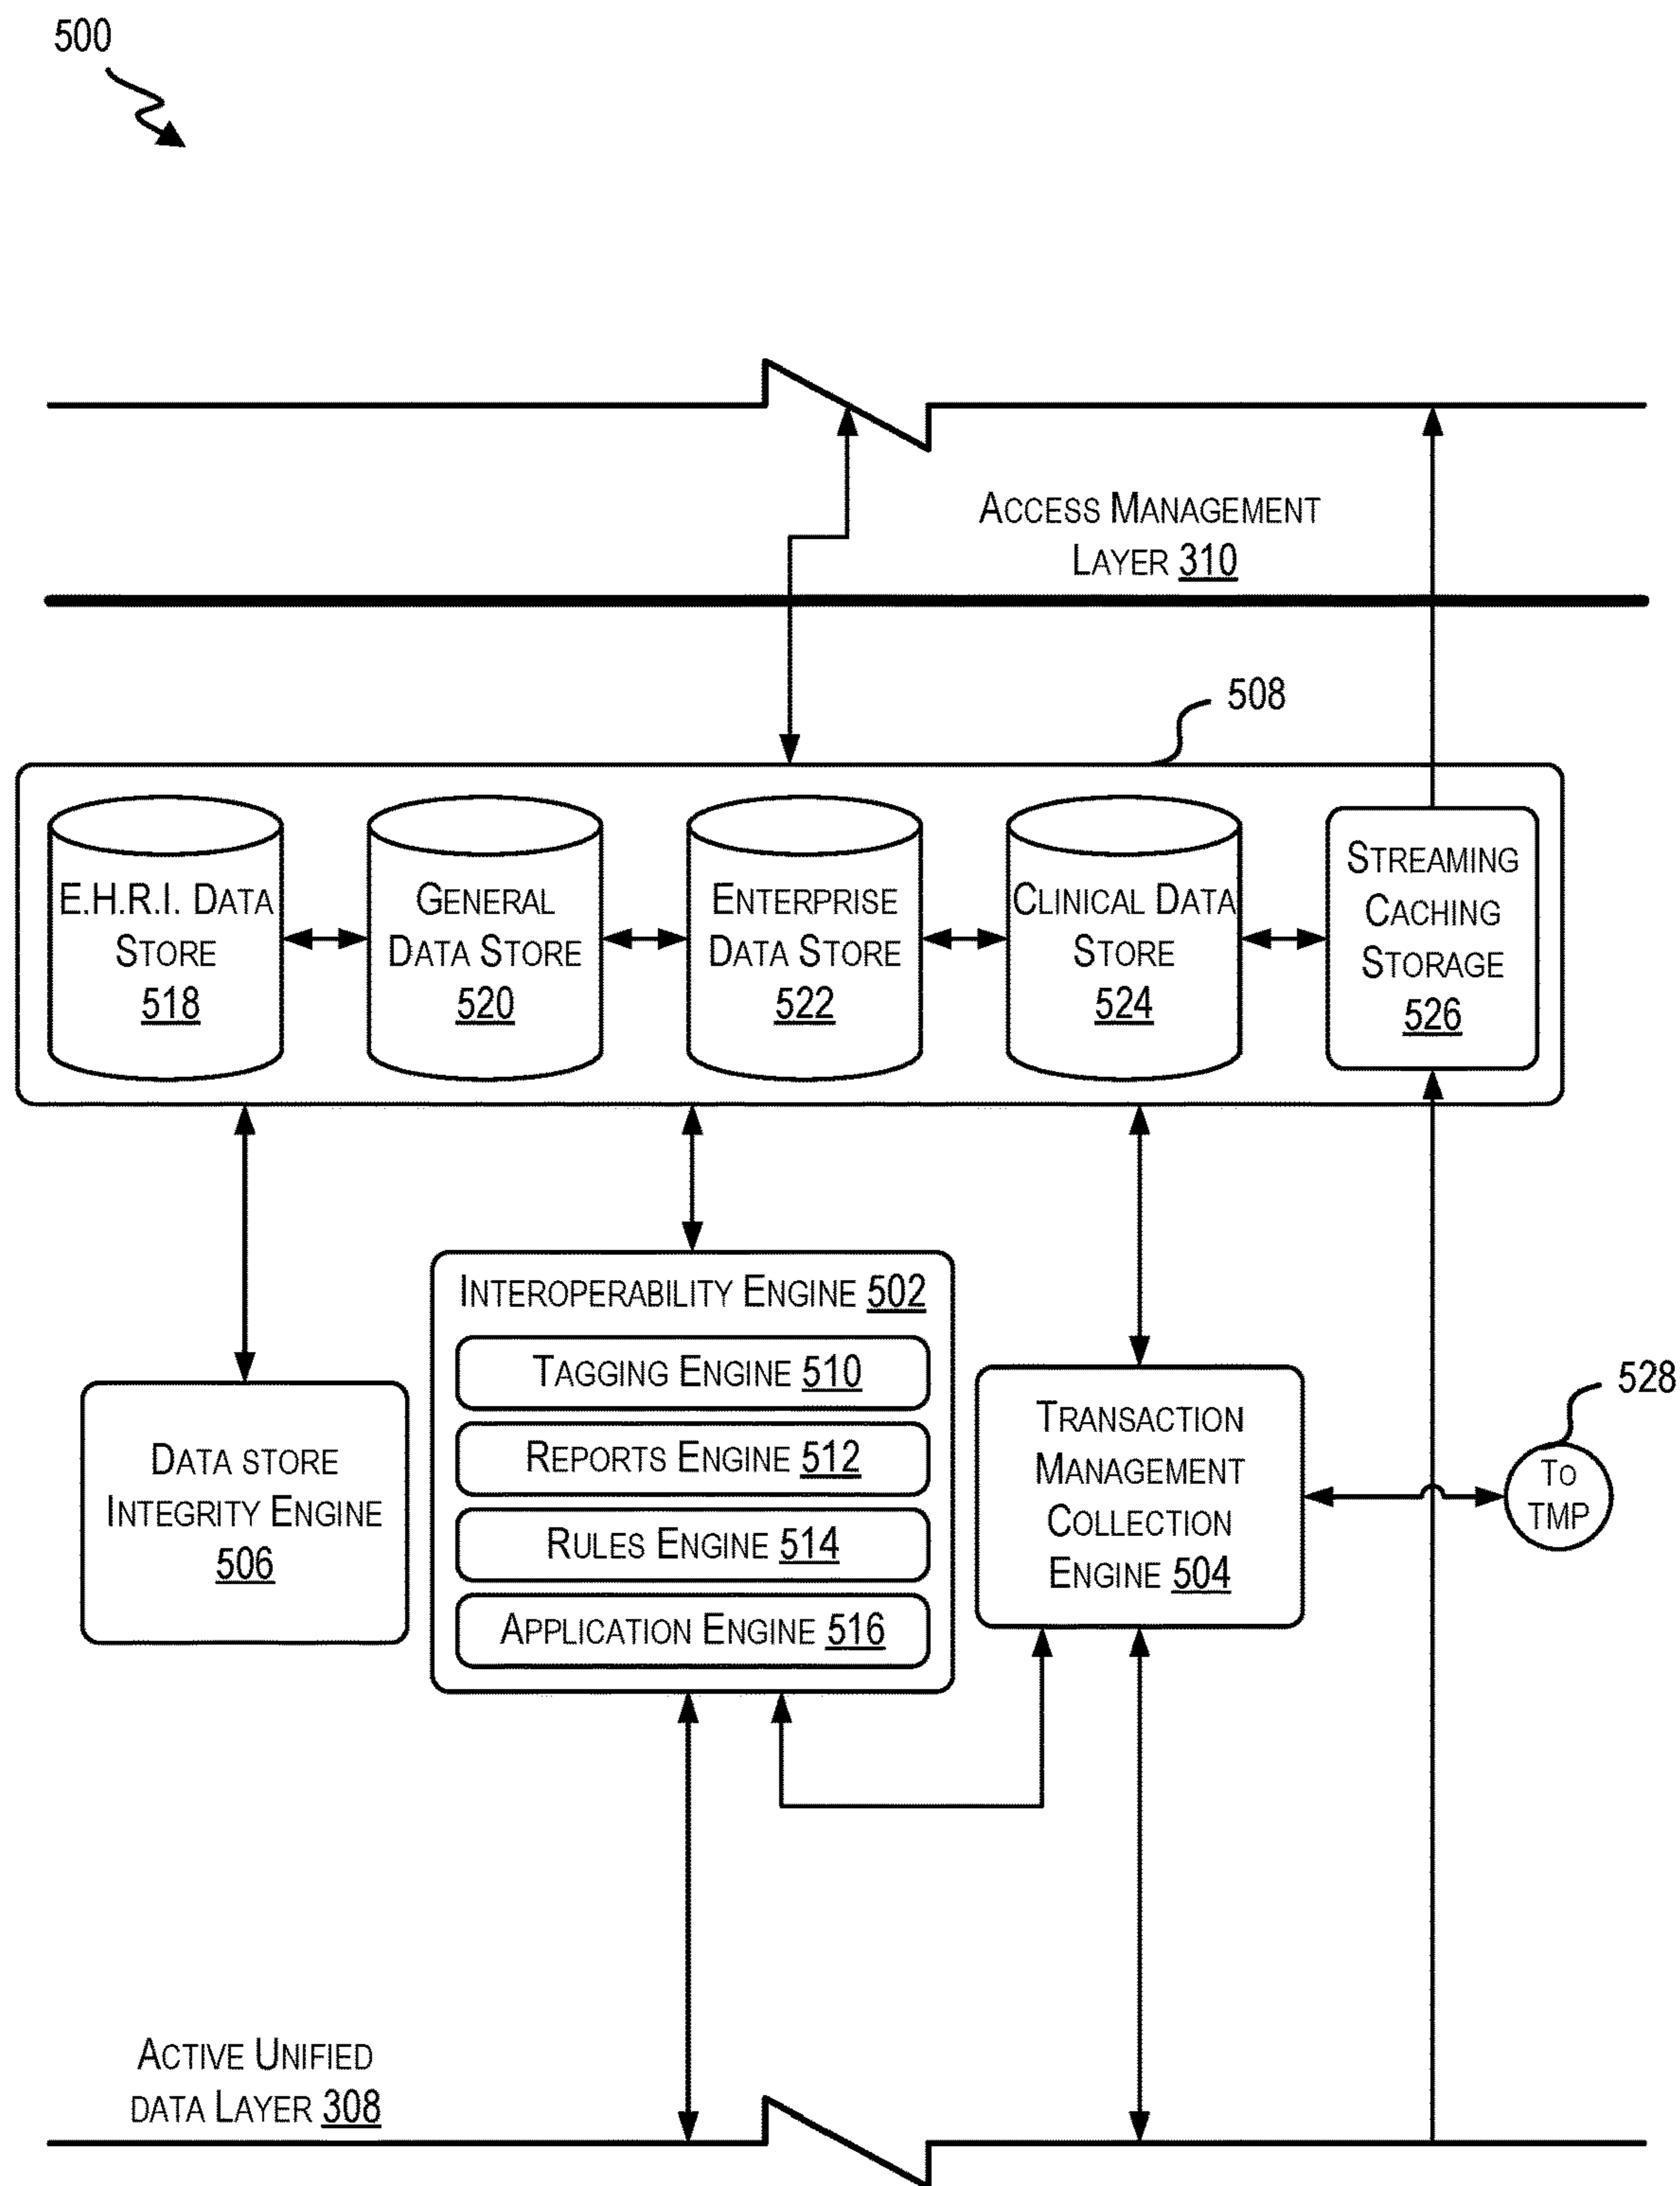 500
ACCESS MANAGEMENT
LAYER 310
508
E.H.R.I. DATA
STORE
518
GENERAL
DATA STORE
520
ENTERPRISE
DATA STORE
522
CLINICAL DATA
STORE
524
STREAMING
CACHING
STORAGE
526
INTEROPERABILITY ENGINE 502
TAGGING ENGINE 510
REPORTS ENGINE 512
RULES ENGINE 514
APPLICATION ENGINE 516
DATA STORE
INTEGRITY ENGINE
506
TRANSACTION
MANAGEMENT
COLLECTION
ENGINE 504
528
TO
TMP
ACTIVE UNIFIED
DATA LAYER 308